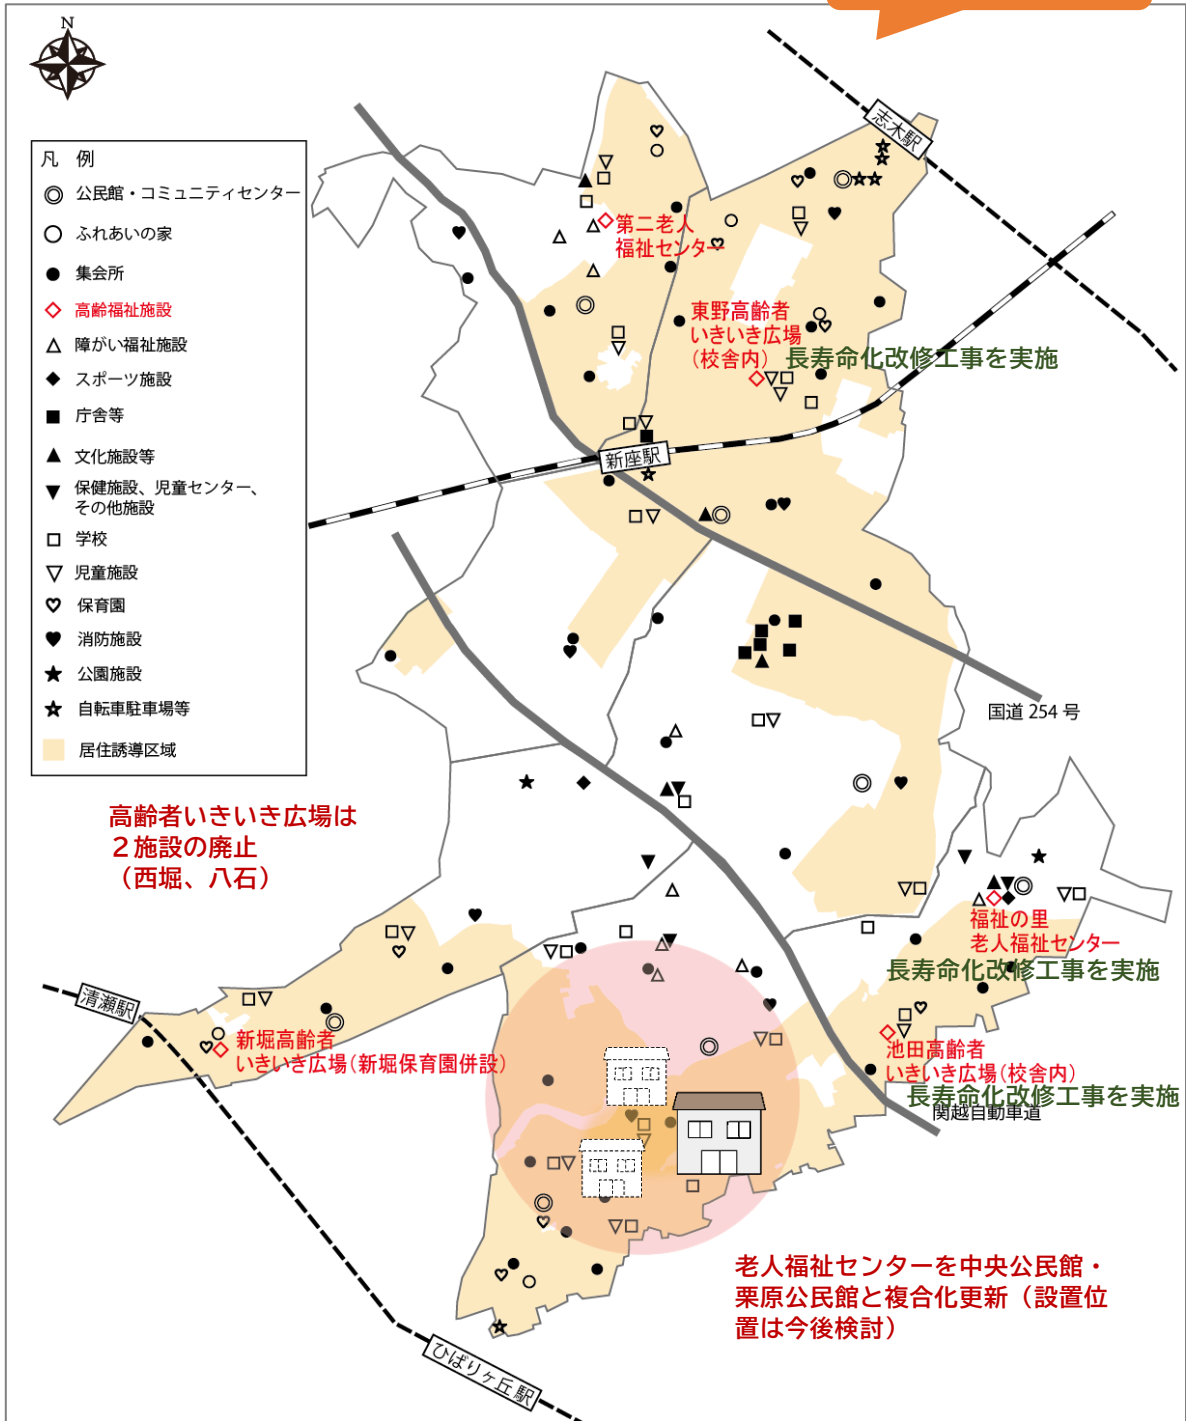 N
志木駅
凡 例
公民館・コミュニティセンター
ふれあいの家
集会所
高齢福祉施設
障がい福祉施設
スポーツ施設
庁舎等
文化施設等
保健施設、児童センター、
その他施設
学校
児童施設
保育園
消防施設
公園施設
自転車駐車場等
居住誘導区域
第二老人
福祉センター
東野高齢者
いきいき広場
（校舎内）
長寿命化改修工事を実施
新座駅
国道 254 号
高齢者いきいき広場は
２施設の廃止
（西堀、八石）
福祉の里
老人福祉センター
長寿命化改修工事を実施
清瀬駅
新堀高齢者
いきいき広場（新堀保育園併設）
池田高齢者
いきいき広場（校舎内）
長寿命化改修工事を実施
関越自動車道
老人福祉センターを中央公民館・
栗原公民館と複合化更新（設置位
置は今後検討）
ひばりヶ丘駅